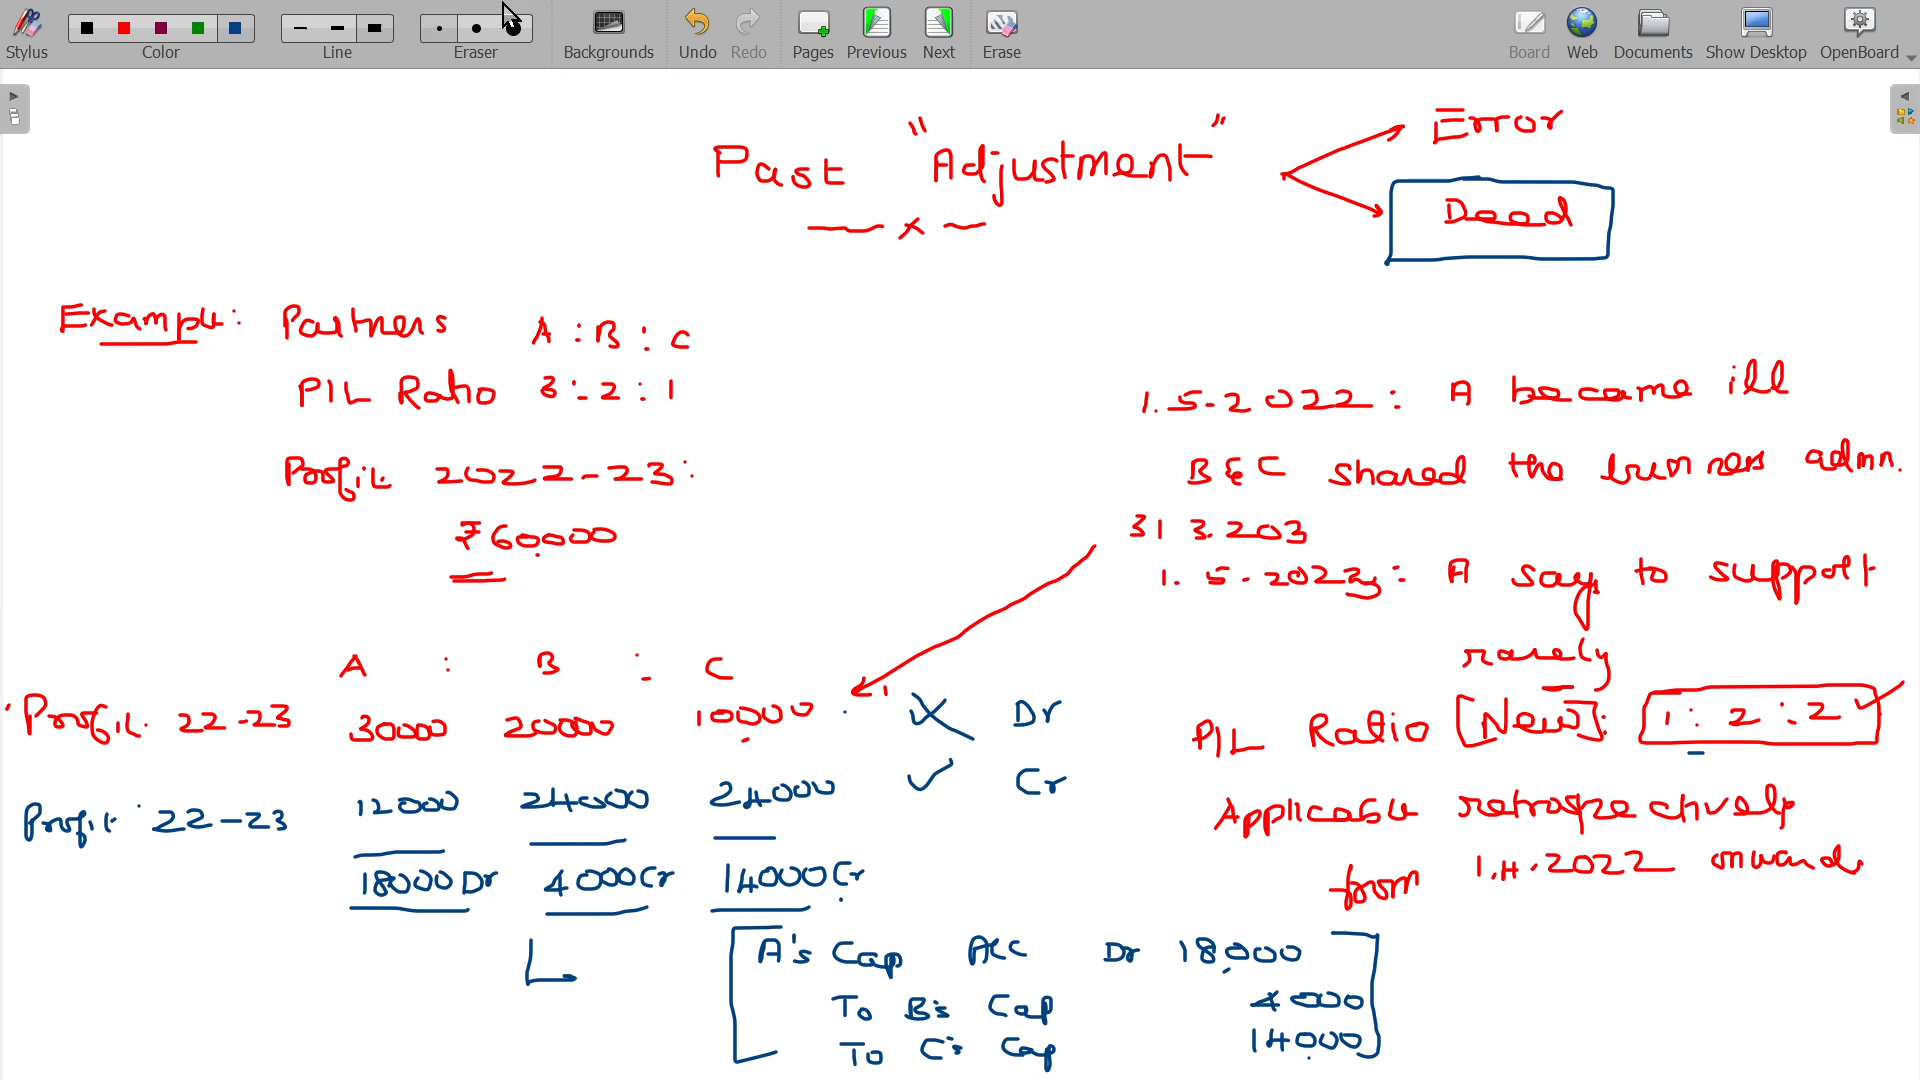 Stylus Color Line Eraser Backgrounds Undo Redo Pages Previous Next Erase Board Web Documents Show Desktop OpenBoard
Past "Adjustment"
Error
Deed
Example: Partners A : B : C
P/L Ratio 3 : 2 : 1
Profit 2022-23:
₹60000
1.5-2022: A became ill
B & C shared the business admn.
31 3.203
1.5-2023: A say to support
rarely
P/L Ratio [New]: 1 : 2 : 2
Applicable retrospectively
from 1.4.2022 onwards
A : B : C
Profit 22-23 30000 20000 10000 Dr
Profit 22-23 12000 24000 24000 Cr
18000 Dr 4000 Cr 14000 Cr
A's Cap Acc Dr 18000
To B's Cap 4000
To C's Cap 14000